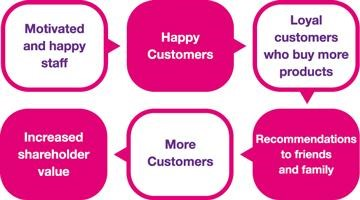 Motivated
and happy
staff
Happy
Customers
Loyal
customers
who buy more
products
Recommendations
to friends
and family
More
Customers
Increased
shareholder
value